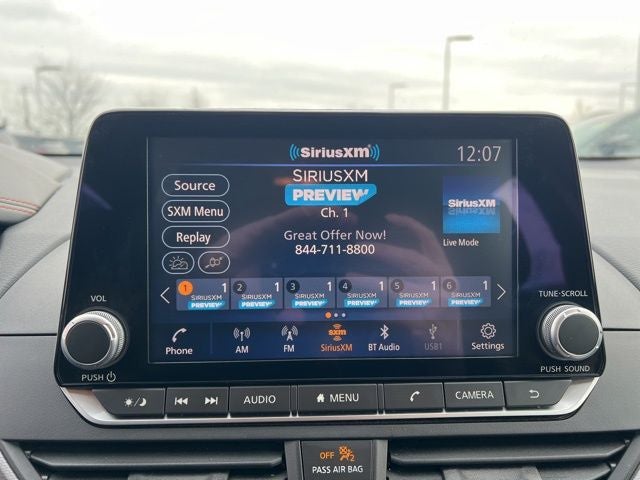 SiriusXM
12:07
Source
SXM Menu
Replay
SIRIUSXM
PREVIEW
Ch. 1
Great Offer Now!
844-711-8800
SiriusXM
Live Mode
1 1 SIRIUSXM PREVIEW
2 1 SIRIUSXM PREVIEW
3 1 SIRIUSXM PREVIEW
4 1 SIRIUSXM PREVIEW
5 1 SIRIUSXM PREVIEW
6 1 SIRIUSXM PREVIEW
Phone
AM
FM
sxm
SiriusXM
BT Audio
USB1
Settings
VOL
PUSH
TUNE·SCROLL
PUSH SOUND
AUDIO
MENU
CAMERA
OFF 2
PASS AIR BAG